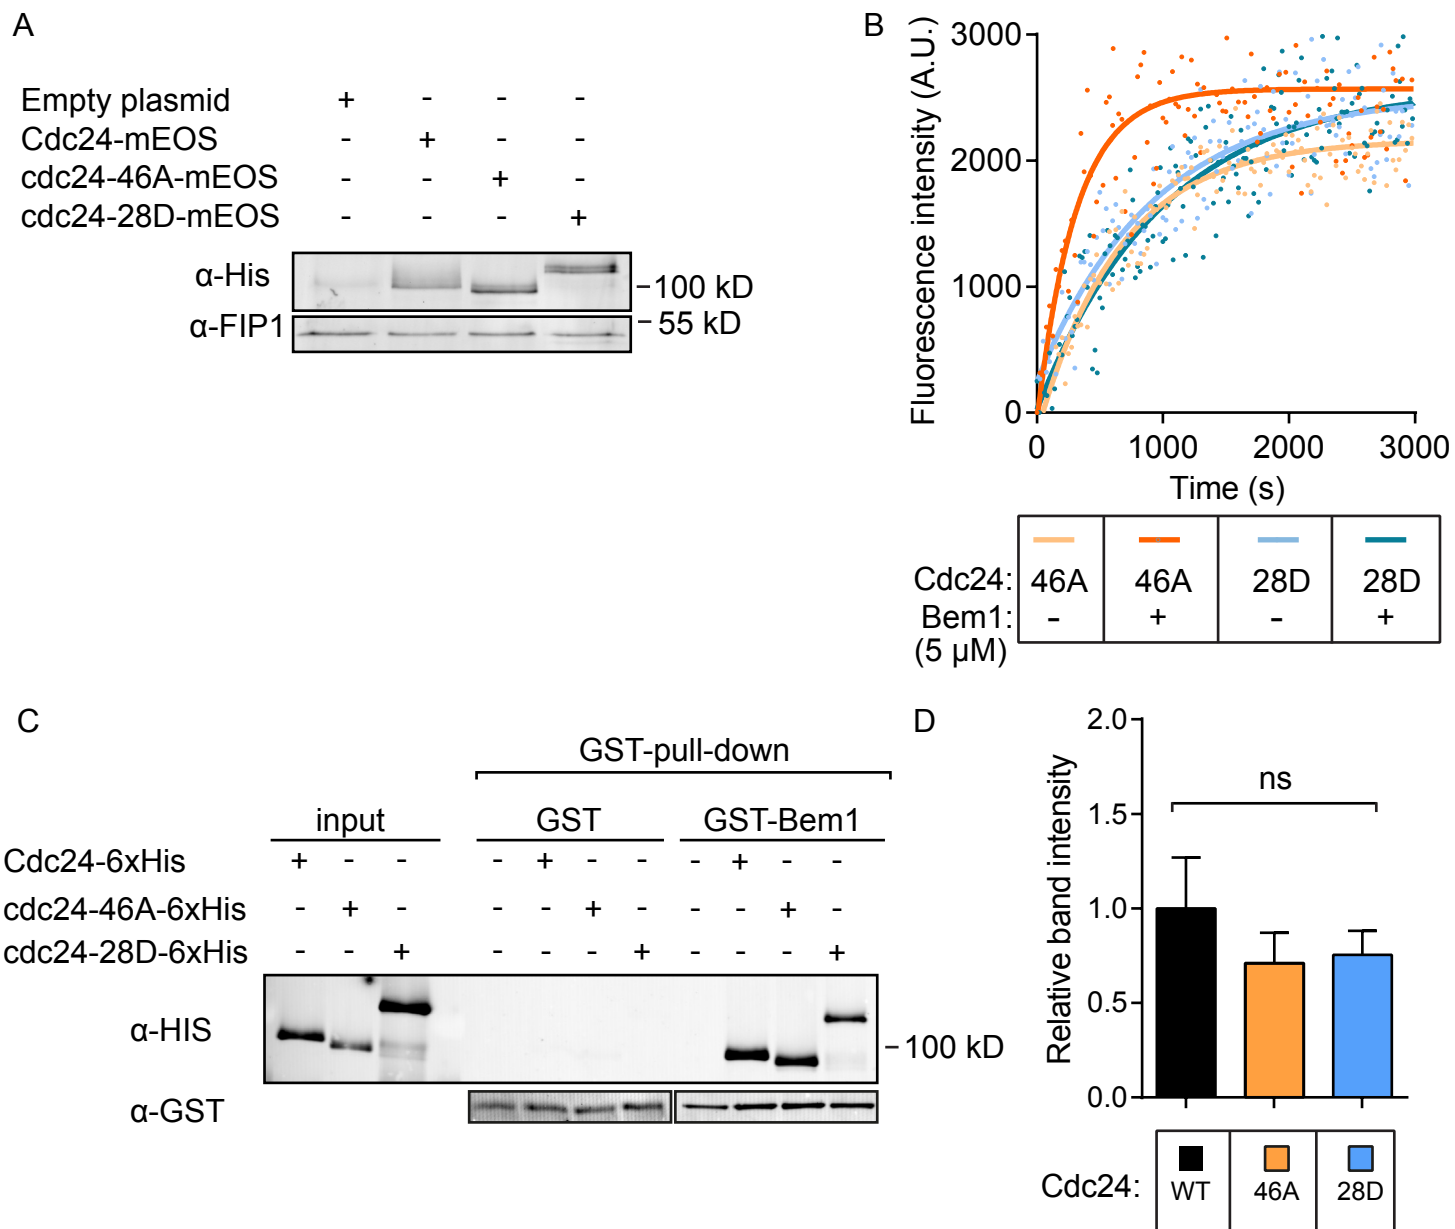 A
Empty plasmid + - - -
Cdc24-mEOS - + - -
cdc24-46A-mEOS - - + -
cdc24-28D-mEOS - - - +
α-His
100 kD
α-FIP1
55 kD
B
Fluorescence intensity (A.U.)
3000
2000
1000
0
0 1000 2000 3000
Time (s)
Cdc24: 46A 46A 28D 28D
Bem1: - + - +
(5 µM)
C
GST-pull-down
input GST GST-Bem1
Cdc24-6xHis + - - - + - - - + - -
cdc24-46A-6xHis - + - - - + - - - + -
cdc24-28D-6xHis - - + - - - + - - - +
α-HIS
100 kD
α-GST
D
Relative band intensity
2.0
1.5
1.0
0.5
0.0
ns
Cdc24: WT 46A 28D